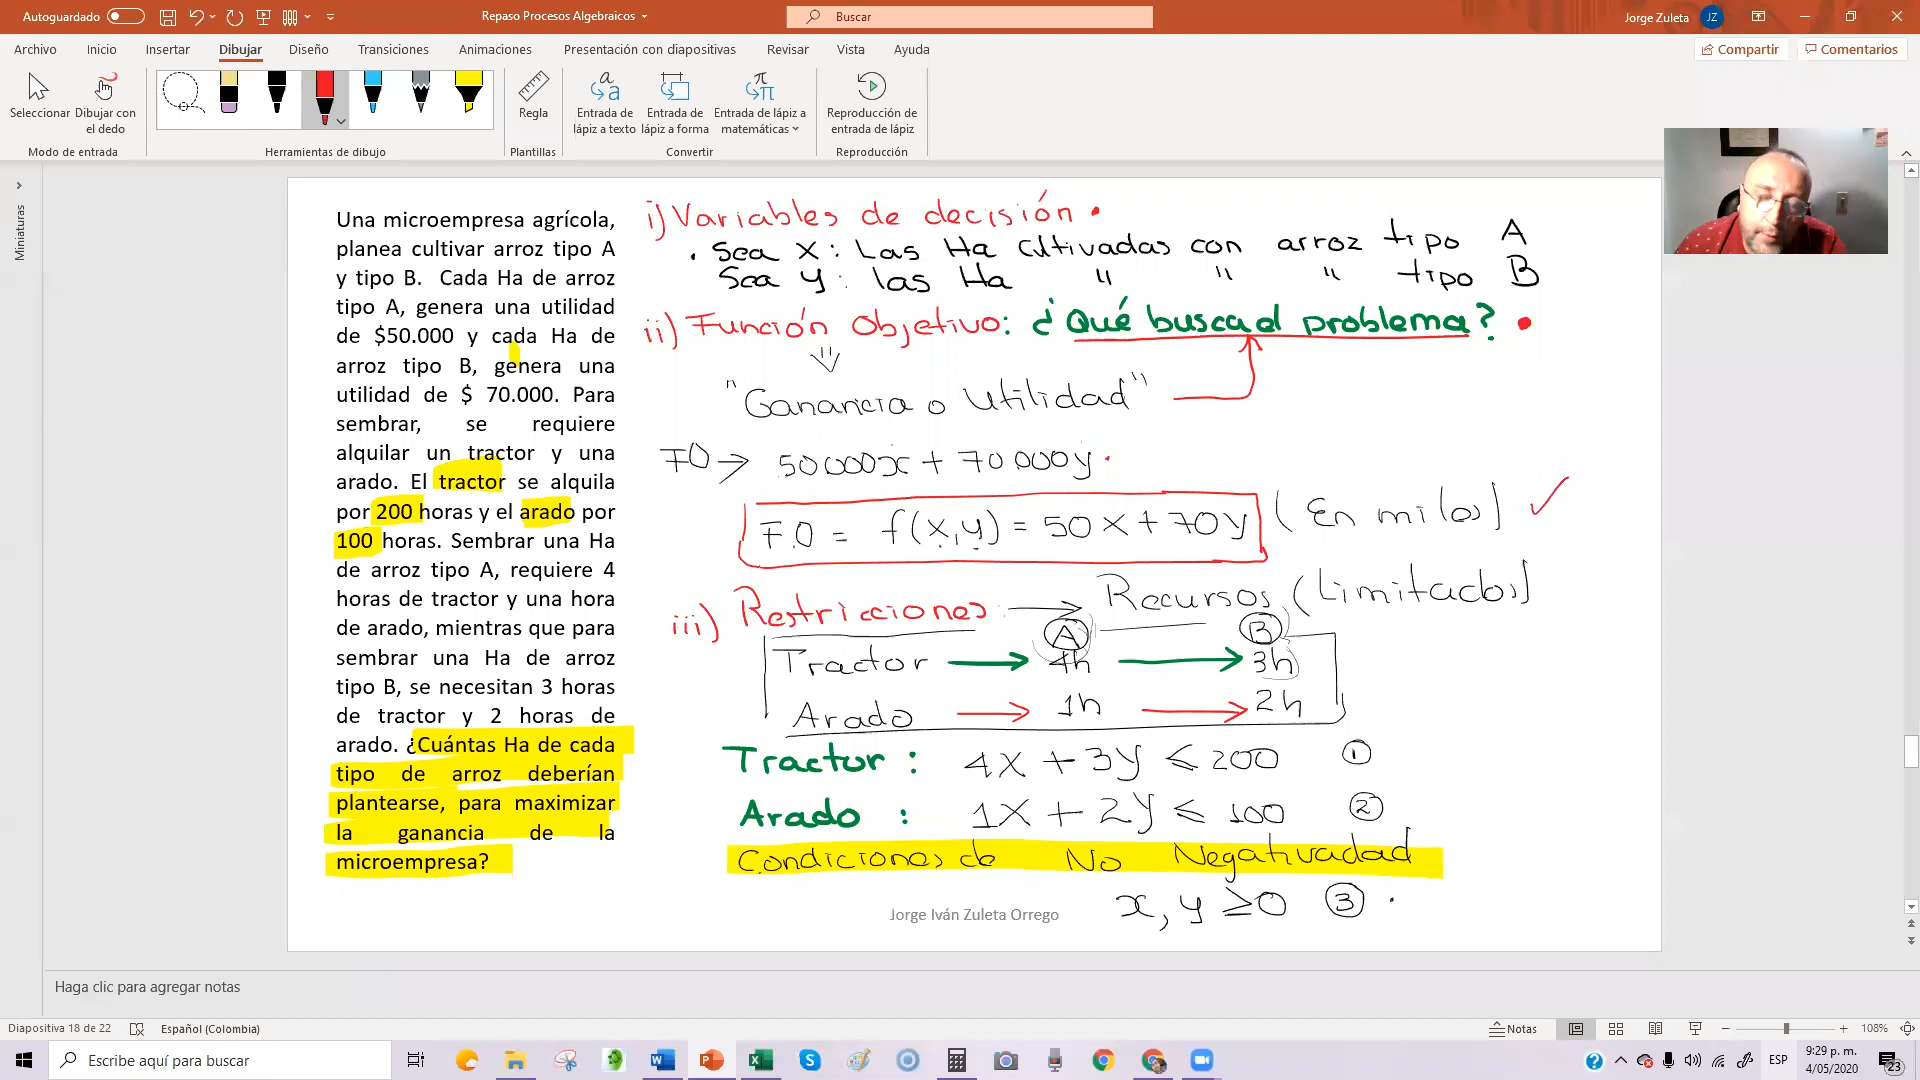 Autoguardado
Repaso Procesos Algebraicos
Buscar
Jorge Zuleta
JZ
Archivo
Inicio
Insertar
Dibujar
Diseño
Transiciones
Animaciones
Presentación con diapositivas
Revisar
Vista
Ayuda
Compartir
Comentarios
Seleccionar
Dibujar con el dedo
Regla
Entrada de lápiz a texto
Entrada de lápiz a forma
Entrada de lápiz a matemáticas
Reproducción de entrada de lápiz
Modo de entrada
Herramientas de dibujo
Plantillas
Convertir
Reproducción
Miniaturas
Una microempresa agrícola,
planea cultivar arroz tipo A
y tipo B. Cada Ha de arroz
tipo A, genera una utilidad
de $50.000 y cada Ha de
arroz tipo B, genera una
utilidad de $ 70.000. Para
sembrar, se requiere
alquilar un tractor y una
arado. El tractor se alquila
por 200 horas y el arado por
100 horas. Sembrar una Ha
de arroz tipo A, requiere 4
horas de tractor y una hora
de arado, mientras que para
sembrar una Ha de arroz
tipo B, se necesitan 3 horas
de tractor y 2 horas de
arado. ¿Cuántas Ha de cada
tipo de arroz deberían
plantearse, para maximizar
la ganancia de la
microempresa?
i) Variables de decisión
. Sea X: Las Ha cultivadas con arroz tipo A
Sea Y: las Ha " " " tipo B
ii) Función Objetivo: ¿Qué busca el problema?
"Ganancia o Utilidad"
FO → 50000x + 70000y
F.O = f(x,y) = 50X + 70Y (En miles)
iii) Restricciones → Recursos (Limitados)
A B
Tractor → 4h → 3h
Arado → 1h → 2h
Tractor : 4X + 3Y ≤ 200 ①
Arado : 1X + 2Y ≤ 100 ②
Condiciones de No Negatividad
x, y ≥ 0 ③
Jorge Iván Zuleta Orrego
Haga clic para agregar notas
Diapositiva 18 de 22
Español (Colombia)
Notas
108%
Escribe aquí para buscar
ESP
9:29 p. m.
4/05/2020
23